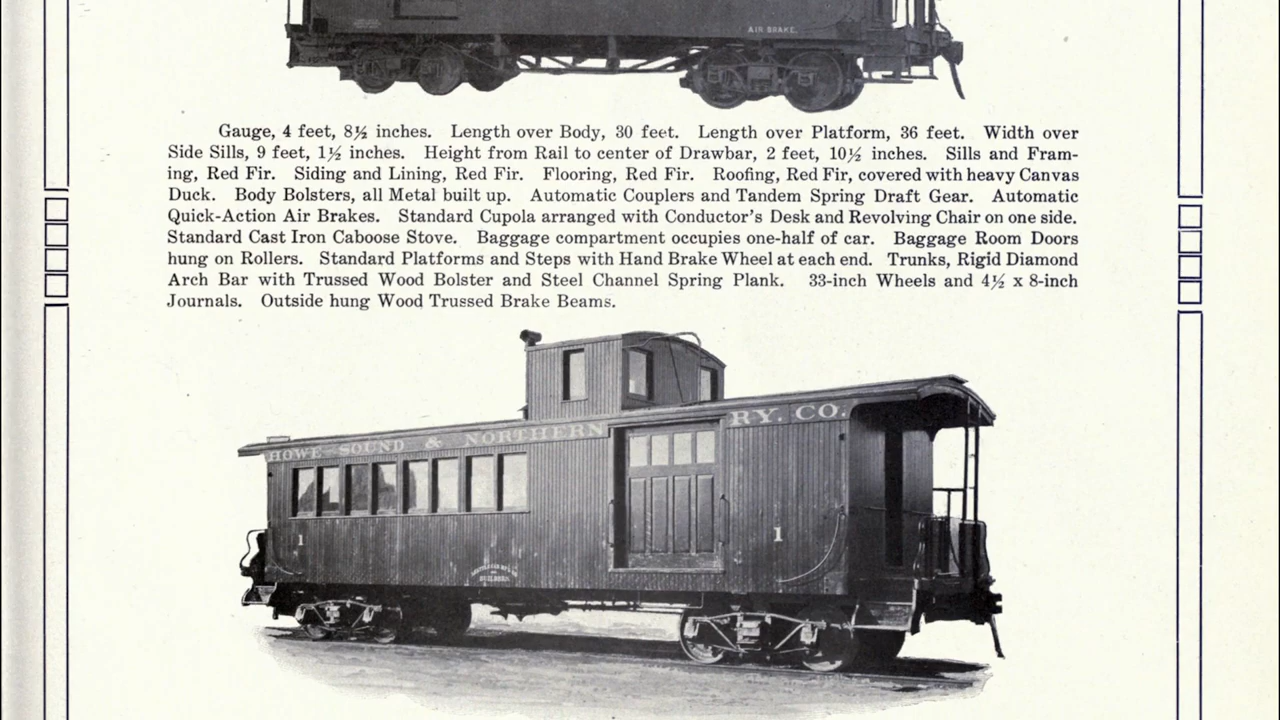 AIR BRAKE.
Gauge, 4 feet, 8½ inches. Length over Body, 30 feet. Length over Platform, 36 feet. Width over
Side Sills, 9 feet, 1½ inches. Height from Rail to center of Drawbar, 2 feet, 10½ inches. Sills and Fram-
ing, Red Fir. Siding and Lining, Red Fir. Flooring, Red Fir. Roofing, Red Fir, covered with heavy Canvas
Duck. Body Bolsters, all Metal built up. Automatic Couplers and Tandem Spring Draft Gear. Automatic
Quick-Action Air Brakes. Standard Cupola arranged with Conductor's Desk and Revolving Chair on one side.
Standard Cast Iron Caboose Stove. Baggage compartment occupies one-half of car. Baggage Room Doors
hung on Rollers. Standard Platforms and Steps with Hand Brake Wheel at each end. Trunks, Rigid Diamond
Arch Bar with Trussed Wood Bolster and Steel Channel Spring Plank. 33-inch Wheels and 4½ x 8-inch
Journals. Outside hung Wood Trussed Brake Beams.
HOWE SOUND & NORTHERN RY. CO.
1 1
BUILDERS